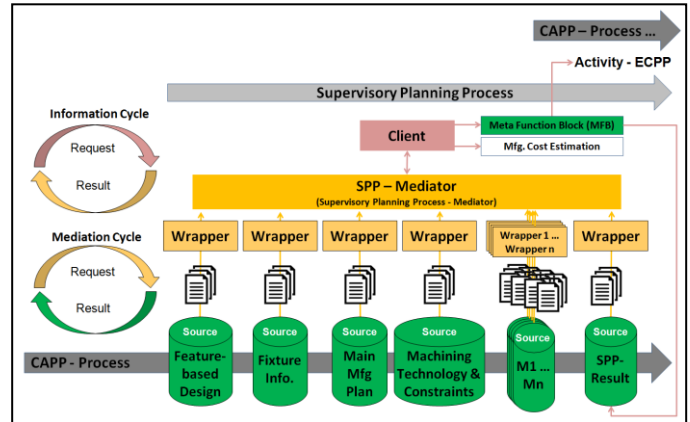 CAPP – Process ...
Activity - ECPP
Supervisory Planning Process
Information Cycle
Request
Result
Client
Meta Function Block (MFB)
Mfg. Cost Estimation
SPP – Mediator
(Supervisory Planning Process - Mediator)
Wrapper
Wrapper
Wrapper
Wrapper
Wrapper 1 ...
Wrapper n
Wrapper
Mediation Cycle
Request
Result
Source
Source
Source
Source
Source
Source
CAPP - Process
Feature-
based
Design
Fixture
Info.
Main
Mfg
Plan
Machining
Technology &
Constraints
M1 ...
Mn
SPP-
Result